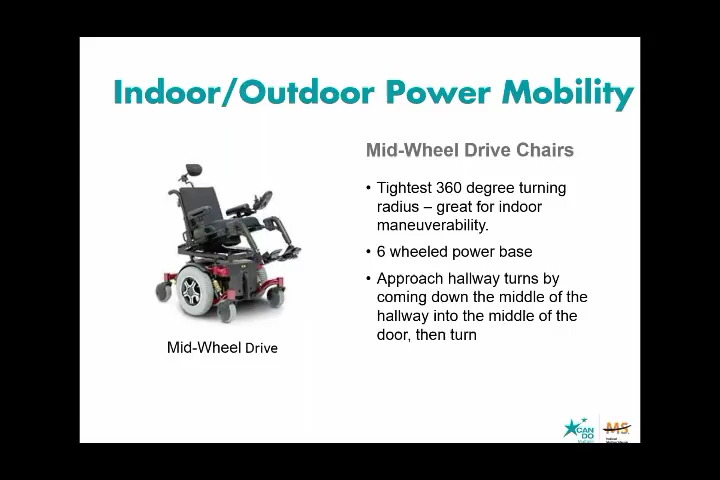 Indoor/Outdoor Power Mobility
Mid-Wheel Drive Chairs
• Tightest 360 degree turning
radius – great for indoor
maneuverability.
• 6 wheeled power base
• Approach hallway turns by
coming down the middle of the
hallway into the middle of the
door, then turn
Mid-Wheel Drive
CAN
DO
MS